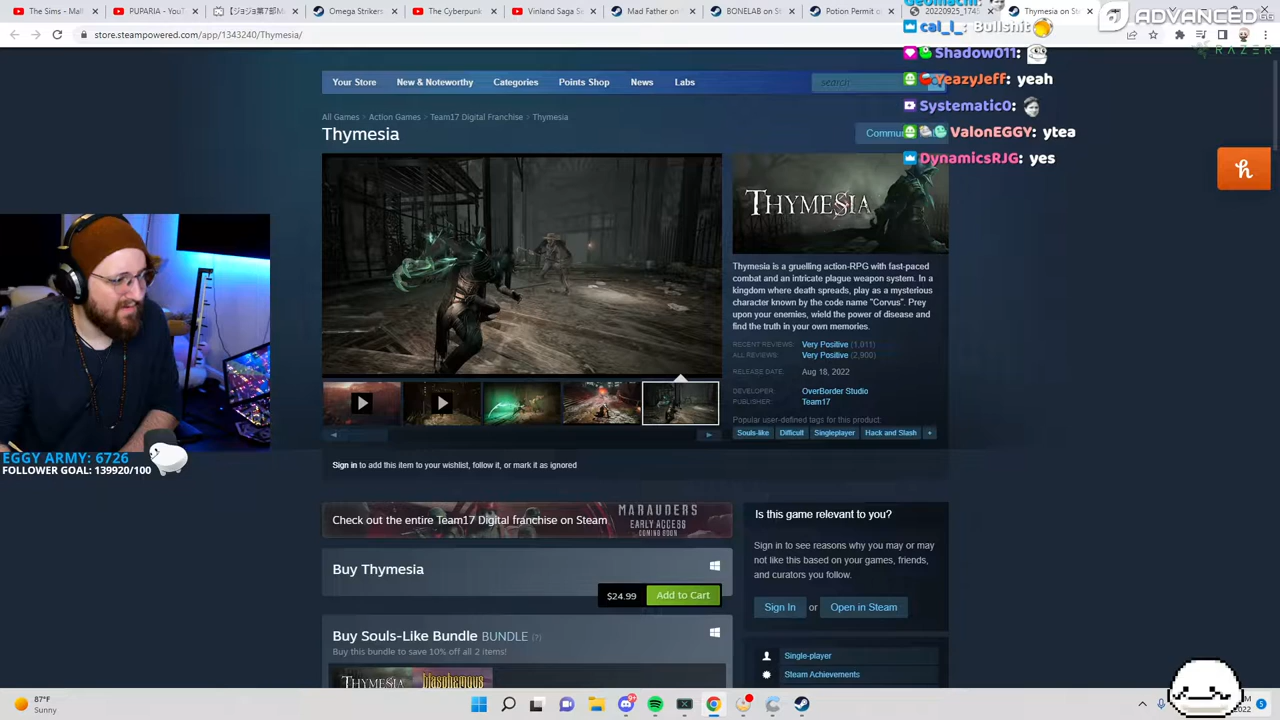 The Sims - Mal
PUPARIA - You
Omega Strikers
The Cyberpunk
Vinland Saga Se
Mad Fath
BONELAB on S
Potion Permit o
20220925_1745
Thymesia on St
store.steampowered.com/a
3240/Thymesia/
ADVANCED GG
RAZER
cal_l_: Bullshit
Shadow011:
YeazyJeff: yeah
Systematic0:
ValonEGGY: ytea
DynamicsRJG: yes
Your Store
New & Noteworthy
Categories
Points Shop
News
Labs
search
All Games > Action Games > Team17 Digital Franchise > Thymesia
Thymesia
Commu
THYMESIA
Thymesia is a gruelling action-RPG with fast-paced
combat and an intricate plague weapon system. In a
kingdom where death spreads, play as a mysterious
character known by the code name "Corvus". Prey
upon your enemies, wield the power of disease and
find the truth in your own memories.
RECENT REVIEWS: Very Positive (1,011)
ALL REVIEWS: Very Positive (2,900)
RELEASE DATE: Aug 18, 2022
DEVELOPER: OverBorder Studio
PUBLISHER: Team17
Popular user-defined tags for this product:
Souls-like
Difficult
Singleplayer
Hack and Slash
+
Sign in to add this item to your wishlist, follow it, or mark it as ignored
EGGY ARMY: 6726
FOLLOWER GOAL: 139920/100
Check out the entire Team17 Digital franchise on Steam
MARAUDERS
EARLY ACCESS
COMING SOON
Buy Thymesia
$24.99
Add to Cart
Buy Souls-Like Bundle BUNDLE (?)
Buy this bundle to save 10% off all 2 items!
THYMESIA
blasphemous
Is this game relevant to you?
Sign in to see reasons why you may or may
not like this based on your games, friends,
and curators you follow.
Sign In
or
Open in Steam
Single-player
Steam Achievements
87°F
Sunny
2022
5